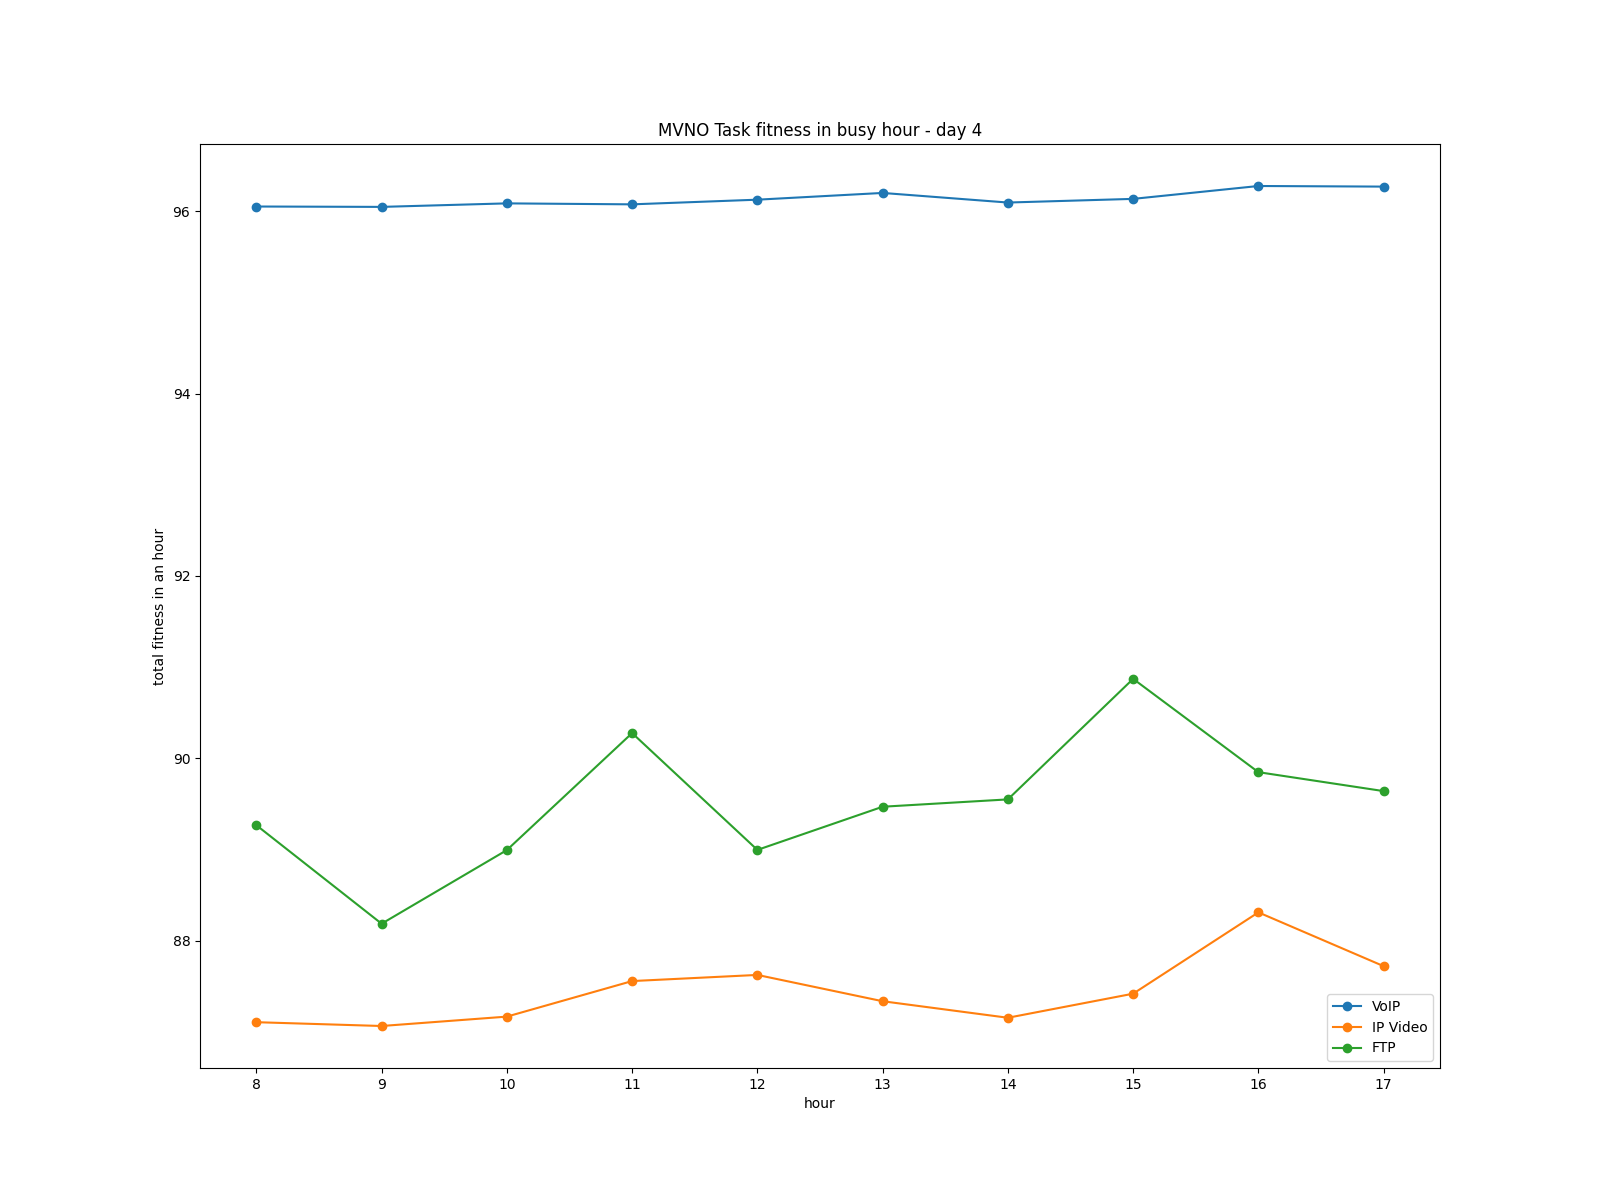 MVNO Task fitness in busy hour - day 4
total fitness in an hour
96
94
92
90
88
8 9 10 11 12 13 14 15 16 17
hour
VoIP
IP Video
FTP